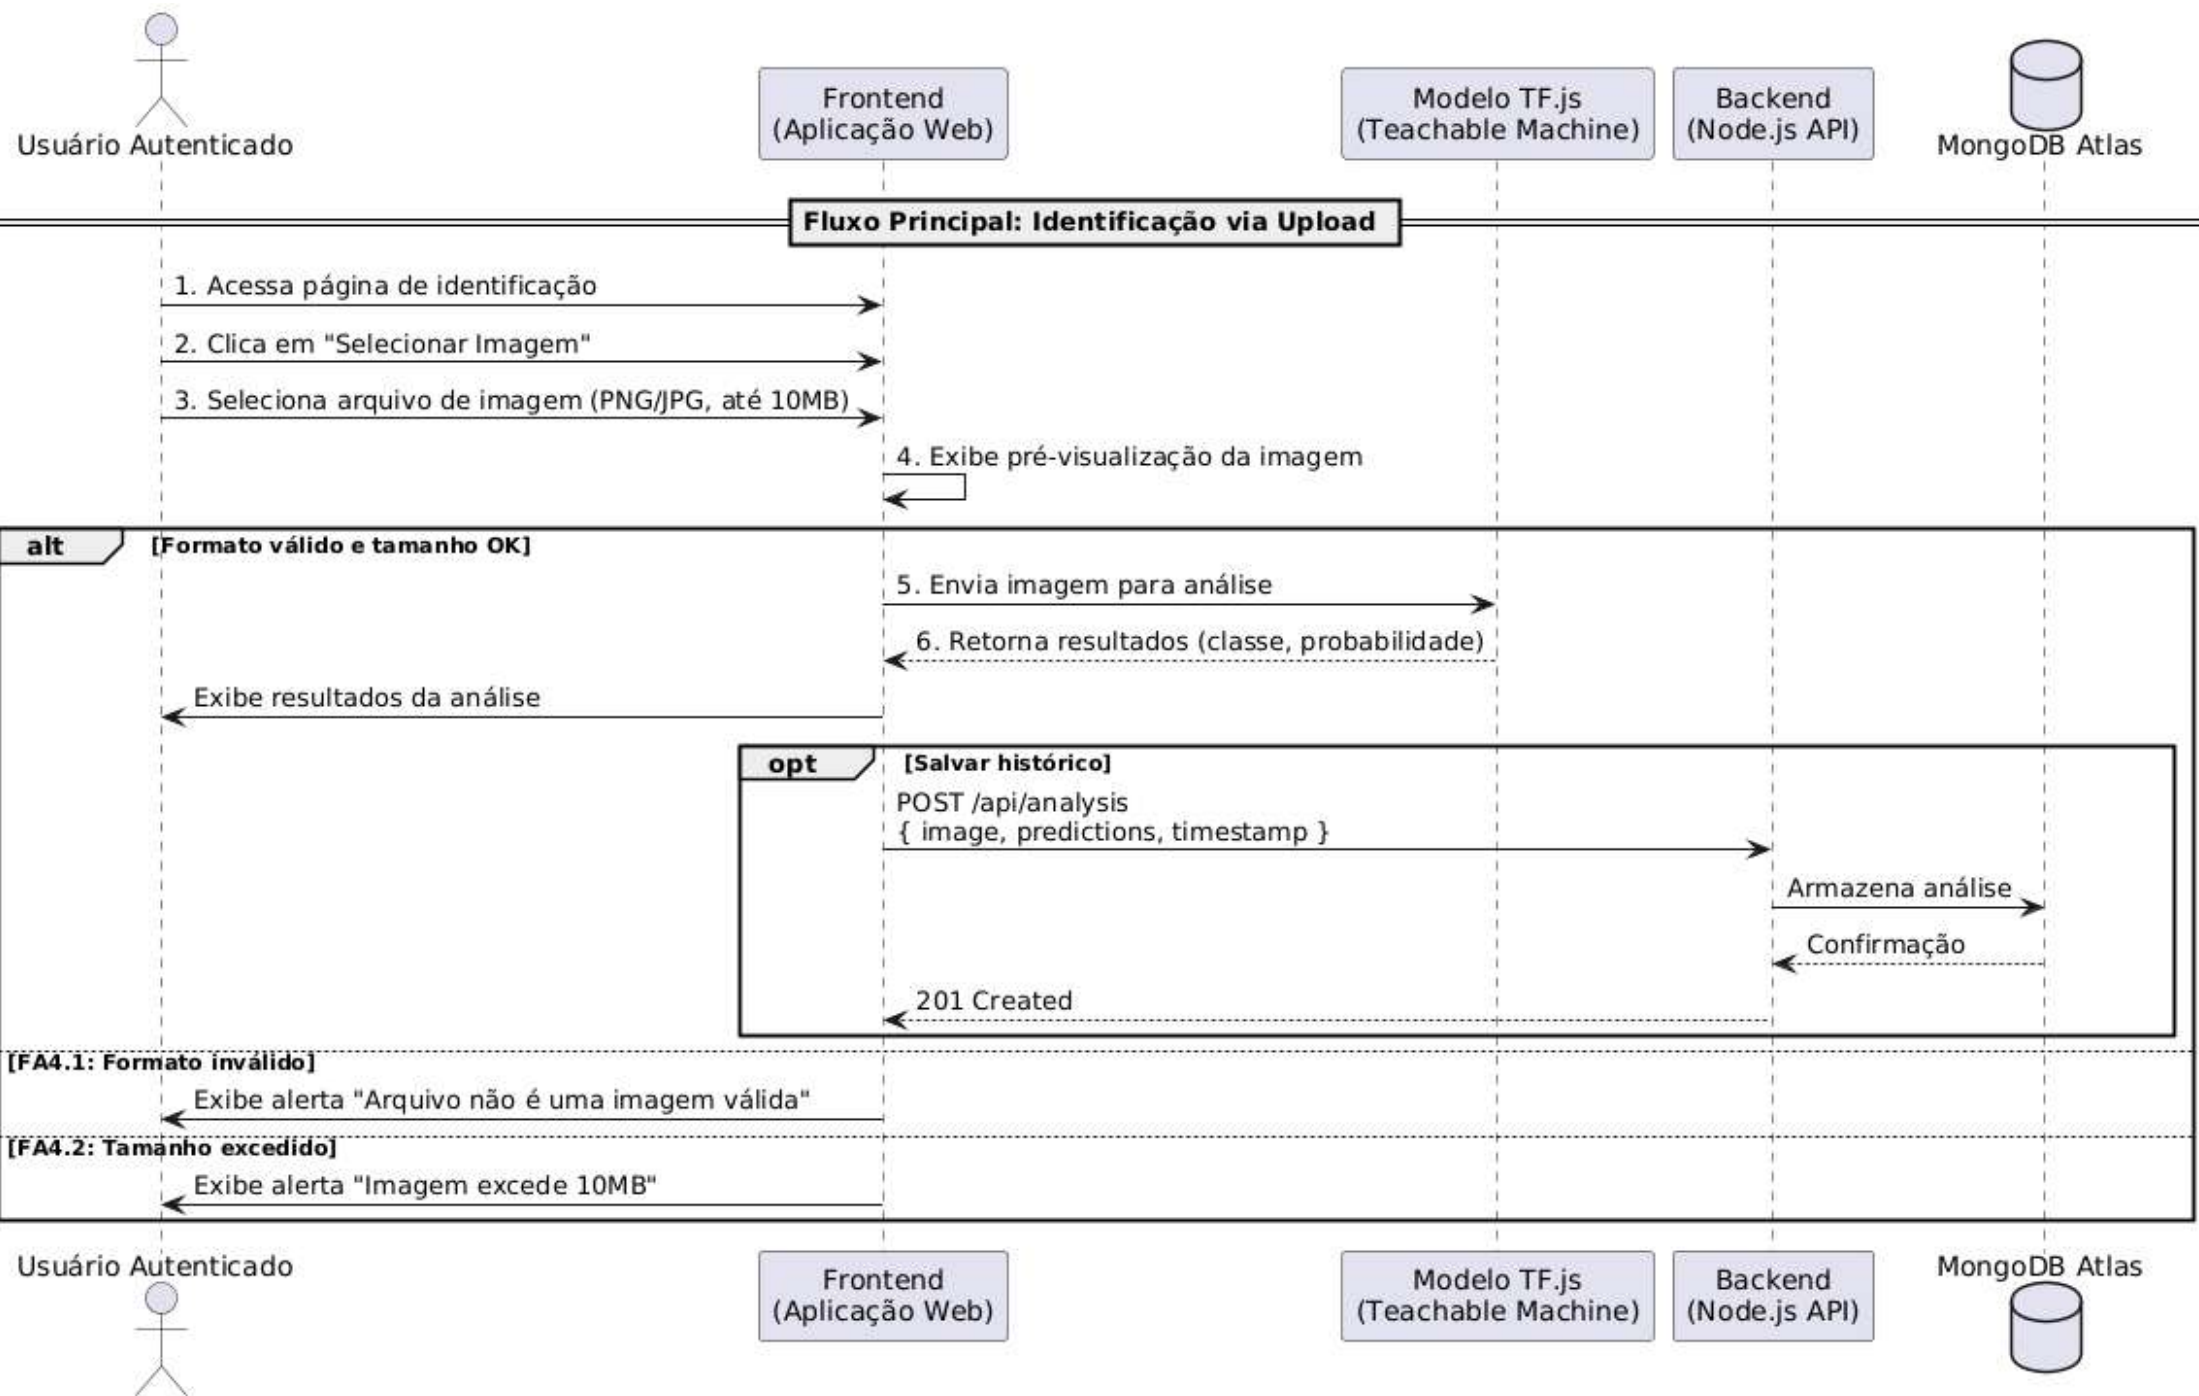 Usuário Autenticado
Frontend
(Aplicação Web)
Modelo TF.js
(Teachable Machine)
Backend
(Node.js API)
MongoDB Atlas
Fluxo Principal: Identificação via Upload
1. Acessa página de identificação
2. Clica em "Selecionar Imagem"
3. Seleciona arquivo de imagem (PNG/JPG, até 10MB)
4. Exibe pré-visualização da imagem
alt
[Formato válido e tamanho OK]
5. Envia imagem para análise
6. Retorna resultados (classe, probabilidade)
Exibe resultados da análise
opt
[Salvar histórico]
POST /api/analysis
{ image, predictions, timestamp }
Armazena análise
Confirmação
201 Created
[FA4.1: Formato inválido]
Exibe alerta "Arquivo não é uma imagem válida"
[FA4.2: Tamanho excedido]
Exibe alerta "Imagem excede 10MB"
Usuário Autenticado
Frontend
(Aplicação Web)
Modelo TF.js
(Teachable Machine)
Backend
(Node.js API)
MongoDB Atlas